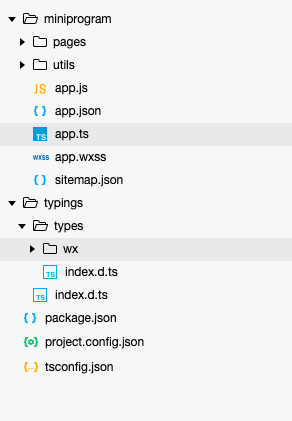 miniprogram
pages
utils
JS app.js
{ } app.json
TS app.ts
wxss app.wxss
{ } sitemap.json
typings
types
wx
TS index.d.ts
TS index.d.ts
{ } package.json
{ } project.config.json
{...} tsconfig.json